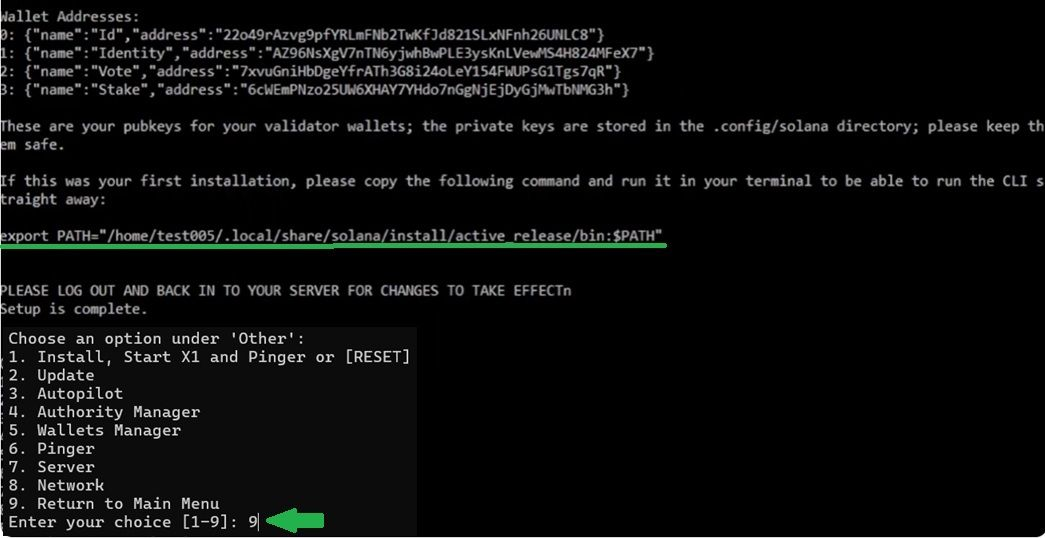 Wallet Addresses:
0: {"name":"Id","address":"22o49rAzvg9pfYRLmFNb2TwKfJd821SLxNFnh26UNLC8"}
1: {"name":"Identity","address":"AZ96NsXgV7nTN6yjwhBwPLE3ysKnLVewMS4H824MFeX7"}
2: {"name":"Vote","address":"7xvuGniHbDgeYfrATh3G8i24oLeY154FWUPsG1Tgs7qR"}
3: {"name":"Stake","address":"6cWEmPNzo25UW6XHAY7YHdo7nGgNjEjDyGjMwTbNMG3h"}
These are your pubkeys for your validator wallets; the private keys are stored in the .config/solana directory; please keep th
em safe.
If this was your first installation, please copy the following command and run it in your terminal to be able to run the CLI s
traight away:
export PATH="/home/test005/.local/share/solana/install/active_release/bin:$PATH"
PLEASE LOG OUT AND BACK IN TO YOUR SERVER FOR CHANGES TO TAKE EFFECTn
Setup is complete.
Choose an option under 'Other':
1. Install, Start X1 and Pinger or [RESET]
2. Update
3. Autopilot
4. Authority Manager
5. Wallets Manager
6. Pinger
7. Server
8. Network
9. Return to Main Menu
Enter your choice [1-9]: 9